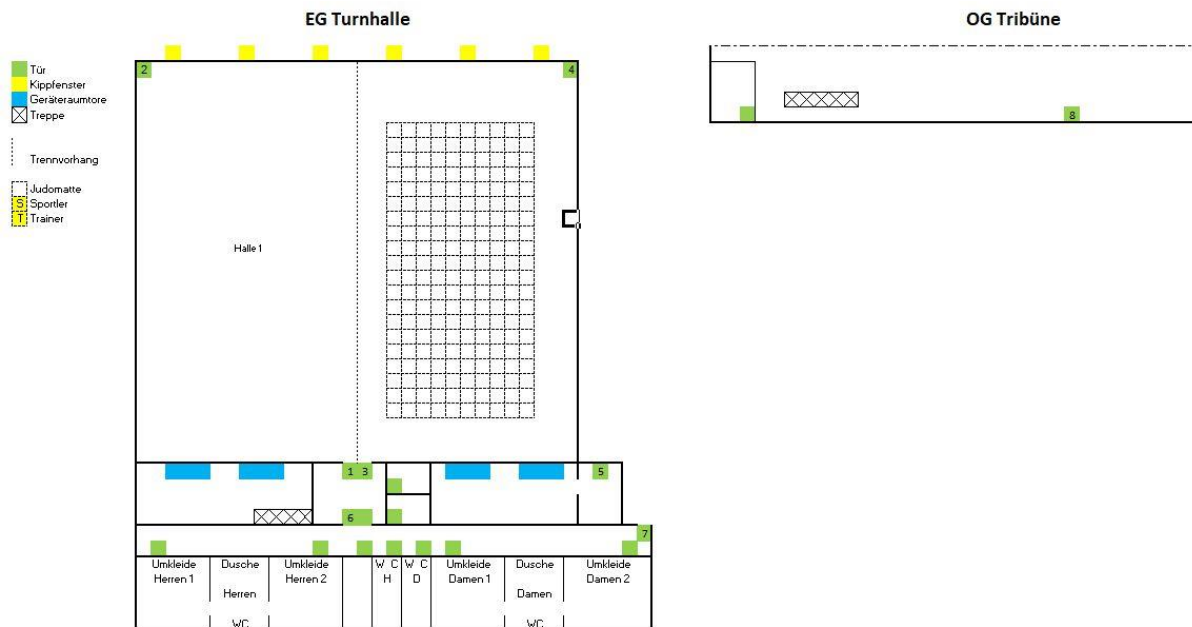 EG Turnhalle
OG Tribüne
Tür
Kippfenster
Geräteraumtore
Treppe
Trennvorhang
Judomatte
S Sportler
T Trainer
2
4
8
Halle 1
1 3
5
6
7
Umkleide
Herren 1
Dusche
Herren
WC
Umkleide
Herren 2
W C
H
W C
D
Umkleide
Damen 1
Dusche
Damen
WC
Umkleide
Damen 2